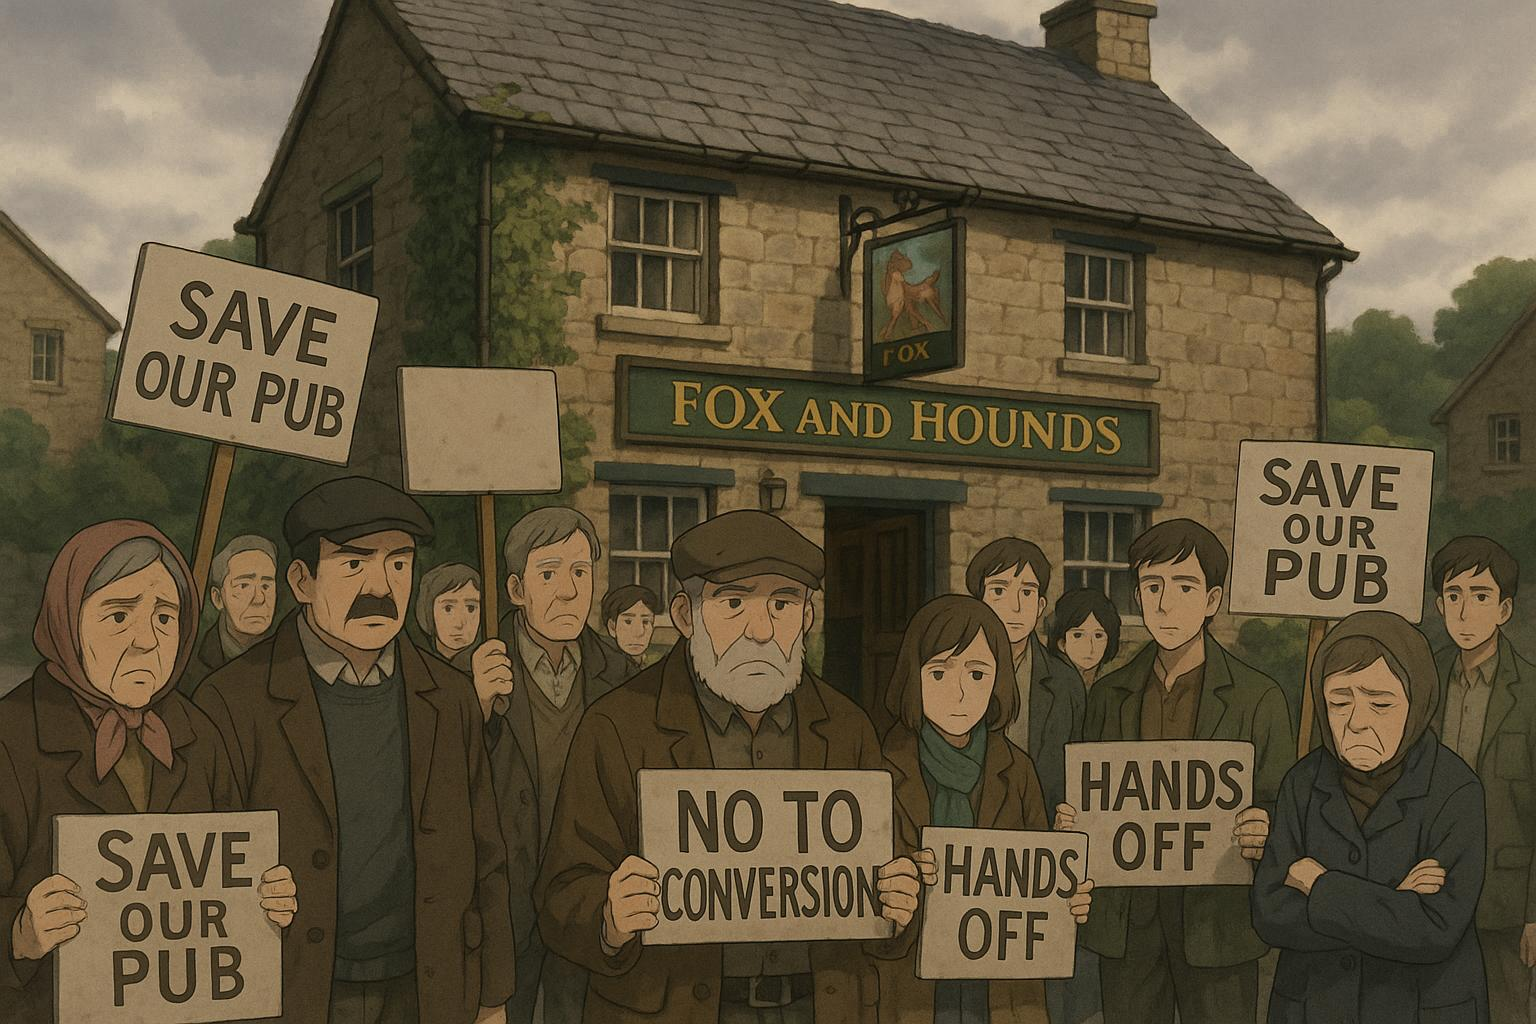 SAVE
OUR PUB
FOX
FOX AND HOUNDS
SAVE
OUR
PUB
SAVE
OUR
PUB
NO TO
CONVERSION
HANDS
OFF
HANDS
OFF